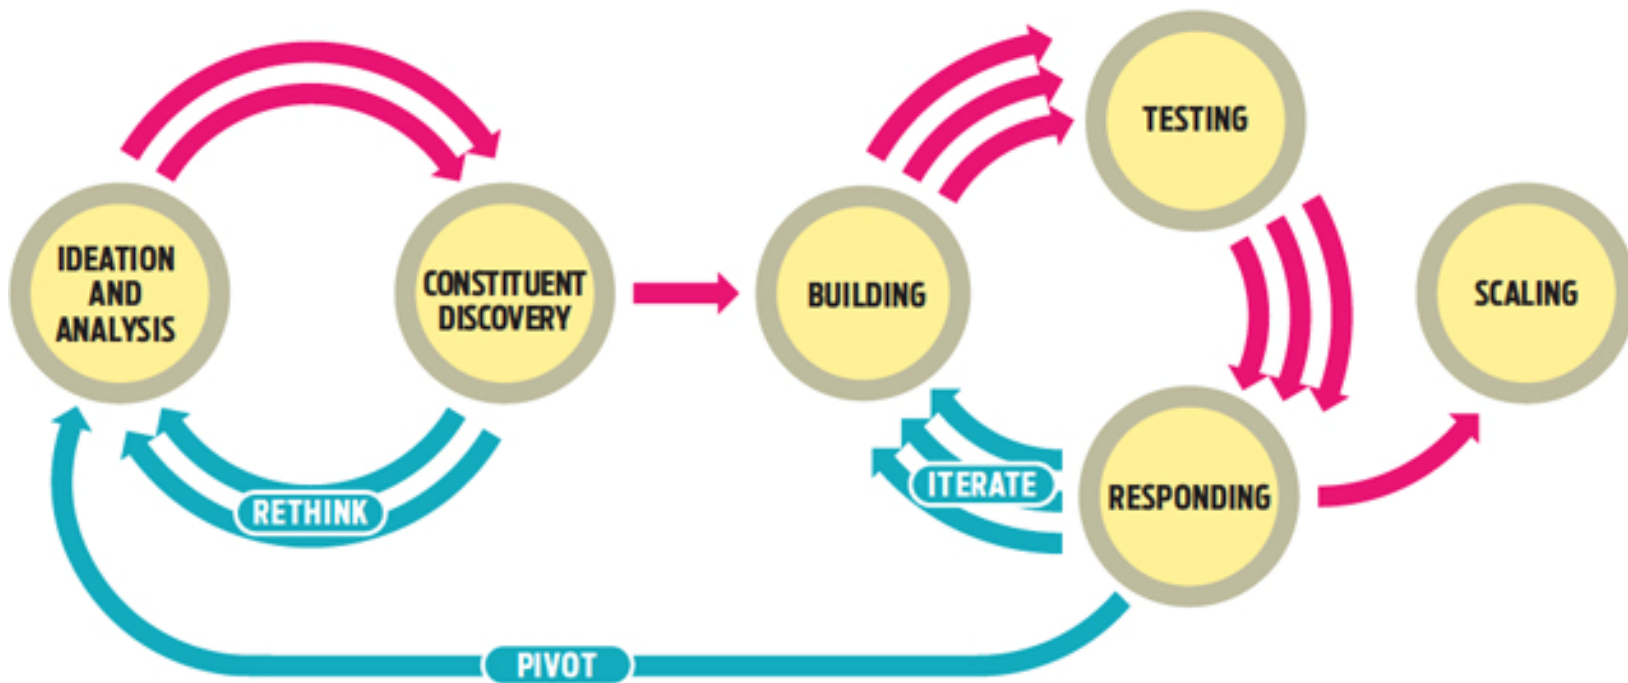 IDEATION
AND
ANALYSIS
CONSTITUENT
DISCOVERY
BUILDING
TESTING
RESPONDING
SCALING
RETHINK
ITERATE
PIVOT